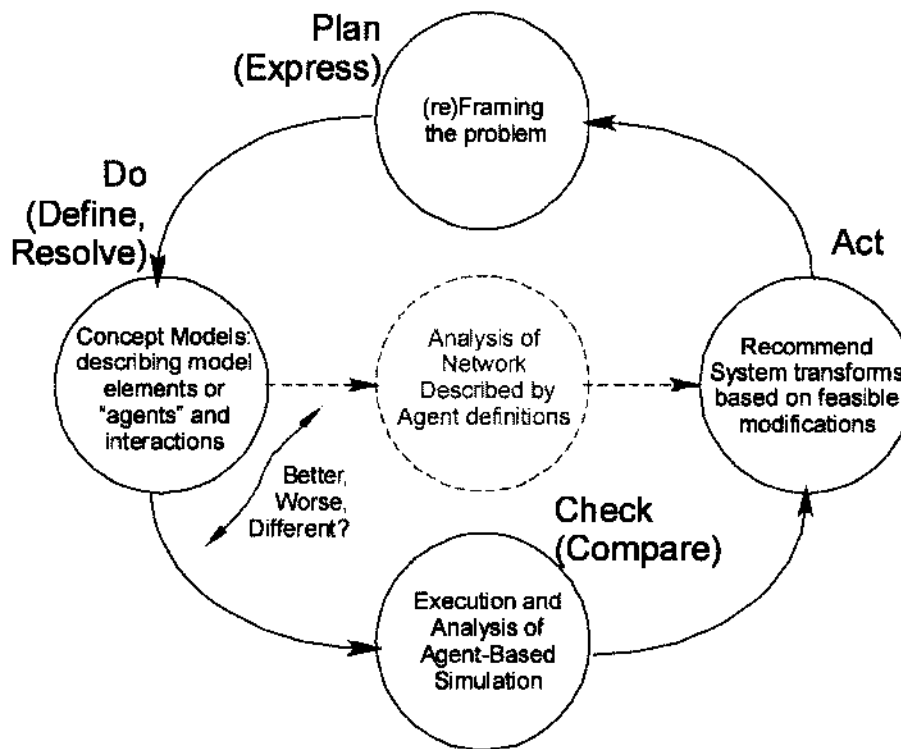 Plan
(Express)
(re)Framing
the problem
Do
(Define,
Resolve)
Act
Concept Models:
describing model
elements or
"agents" and
interactions
Analysis of
Network
Described by
Agent definitions
Recommend
System transforms
based on feasible
modifications
Better,
Worse,
Different?
Check
(Compare)
Execution and
Analysis of
Agent-Based
Simulation